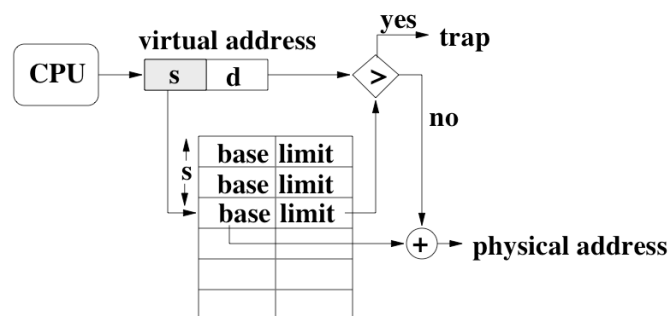 yes
trap
virtual address
CPU
s d
>
no
s
base limit
base limit
base limit
+
physical address